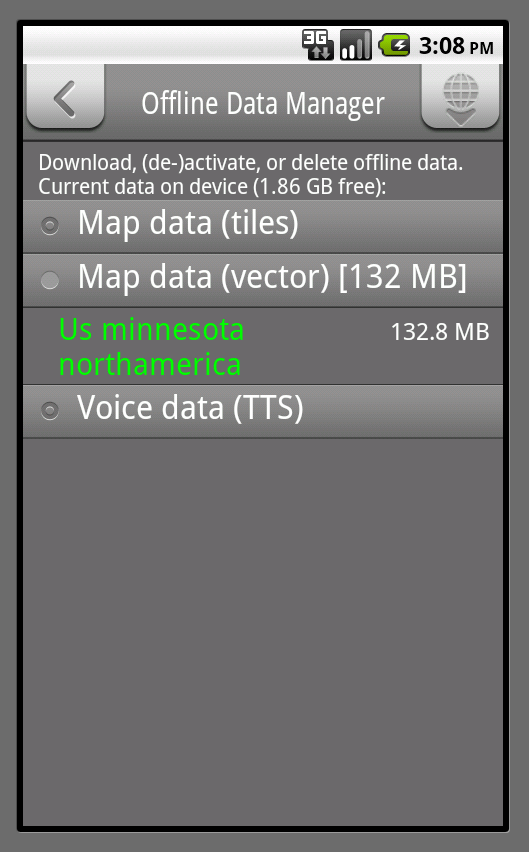 3G 3:08 PM
Offline Data Manager
Download, (de-)activate, or delete offline data.
Current data on device (1.86 GB free):
Map data (tiles)
Map data (vector) [132 MB]
Us minnesota 132.8 MB
northamerica
Voice data (TTS)